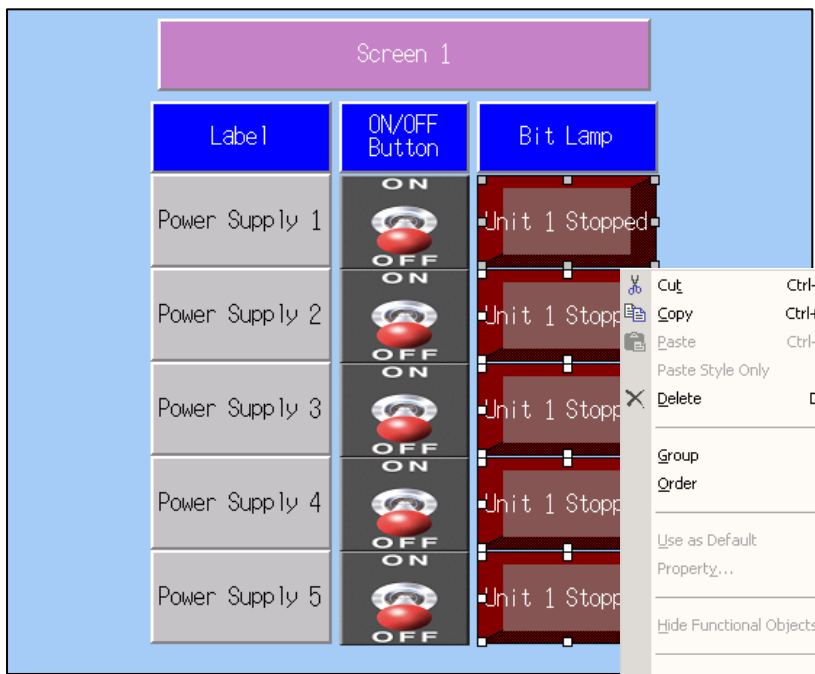 Screen 1
Label
ON/OFF
Button
Bit Lamp
ON
Power Supply 1
Unit 1 Stopped
OFF
ON
Power Supply 2
Unit 1 Stopp
OFF
ON
Power Supply 3
Unit 1 Stopp
OFF
ON
Power Supply 4
Unit 1 Stopp
OFF
ON
Power Supply 5
Unit 1 Stopp
OFF
Cut Ctrl-
Copy Ctrl+
Paste Ctrl-
Paste Style Only
Delete D
Group
Order
Use as Default
Property...
Hide Functional Objects